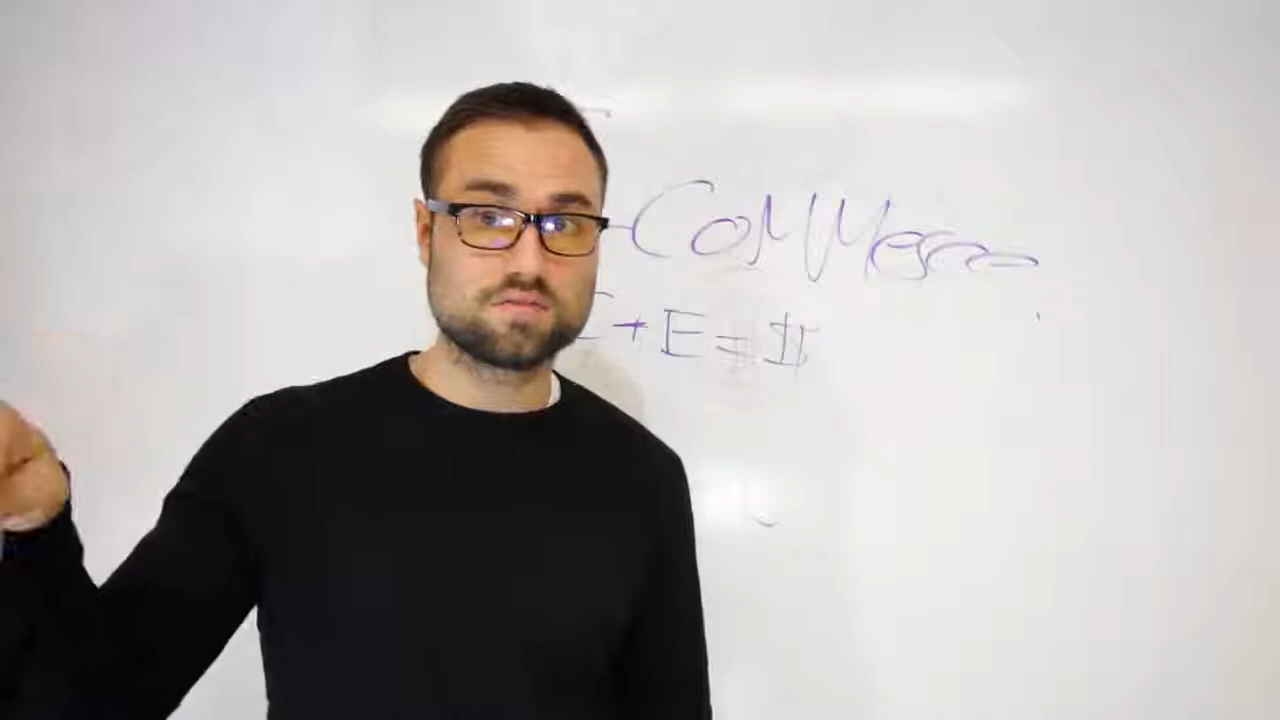 -Commerce
+ E = $